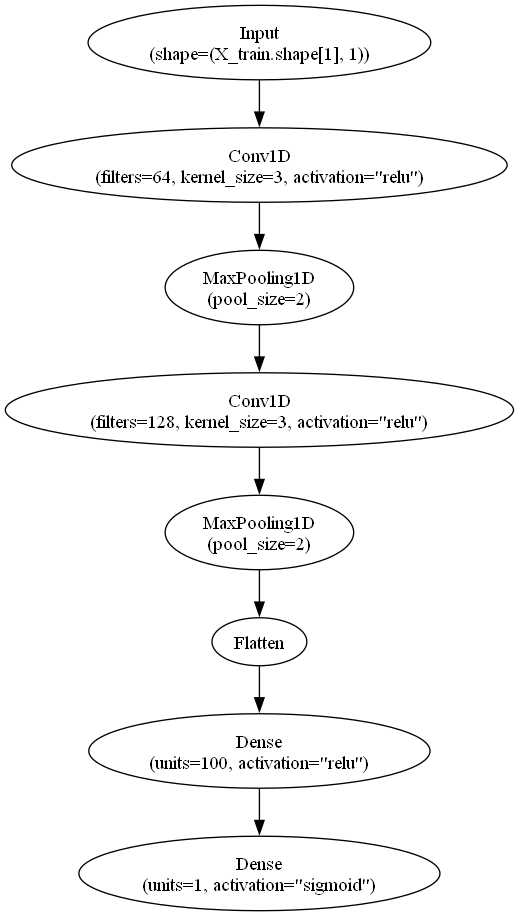 Input
(shape=(X_train.shape[1], 1))
Conv1D
(filters=64, kernel_size=3, activation="relu")
MaxPooling1D
(pool_size=2)
Conv1D
(filters=128, kernel_size=3, activation="relu")
MaxPooling1D
(pool_size=2)
Flatten
Dense
(units=100, activation="relu")
Dense
(units=1, activation="sigmoid")